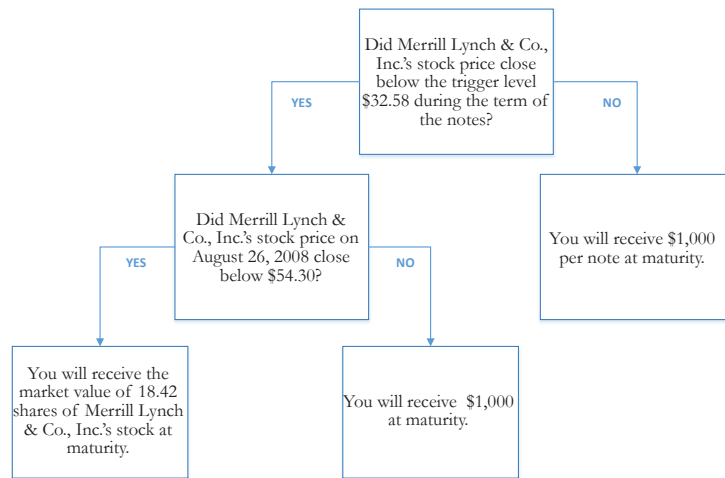 Did Merrill Lynch & Co.,
Inc.'s stock price close
below the trigger level
$32.58 during the term of
the notes?
YES
NO
Did Merrill Lynch &
Co., Inc.'s stock price on
August 26, 2008 close
below $54.30?
You will receive $1,000
per note at maturity.
YES
NO
You will receive the
market value of 18.42
shares of Merrill Lynch
& Co., Inc.'s stock at
maturity.
You will receive $1,000
at maturity.